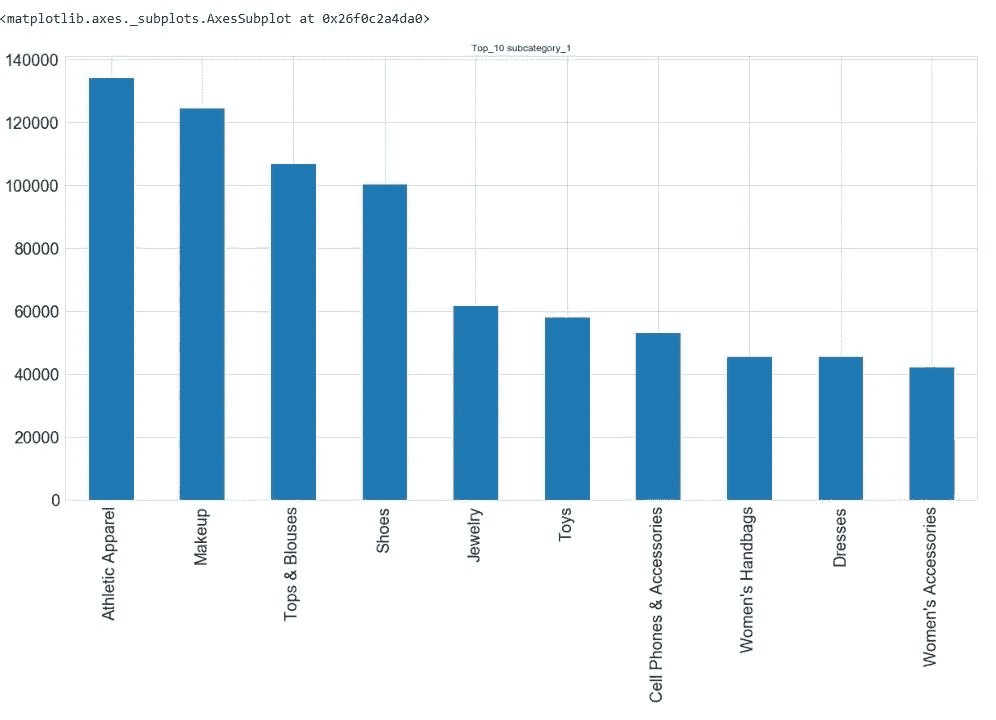 <matplotlib.axes._subplots.AxesSubplot at 0x26f0c2a4da0>
Top_10 subcategory_1
140000
120000
100000
80000
60000
40000
20000
0
Athletic Apparel
Makeup
Tops & Blouses
Shoes
Jewelry
Toys
Cell Phones & Accessories
Women's Handbags
Dresses
Women's Accessories